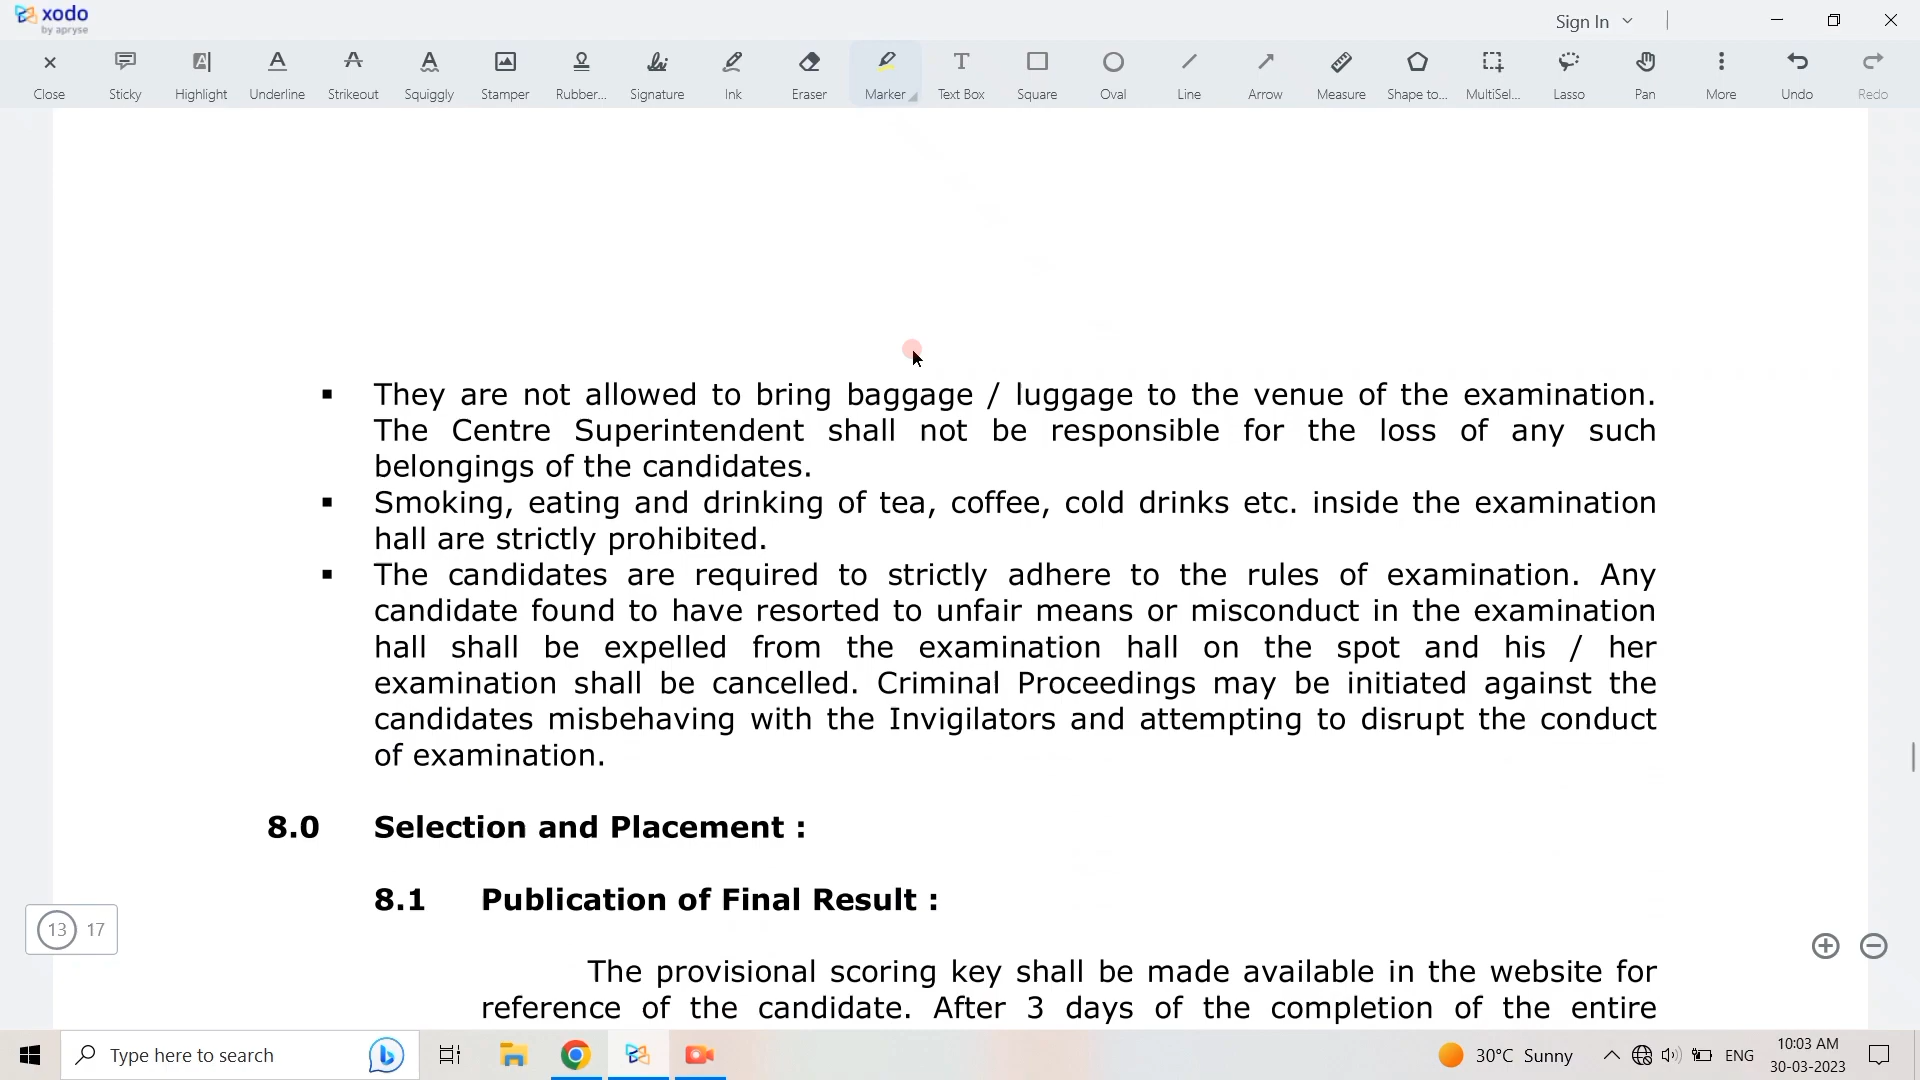 xodo
by apryse
Sign In
Close
Sticky
Highlight
Underline
Strikeout
Squiggly
Stamper
Rubber...
Signature
Ink
Eraser
Marker
Text Box
Square
Oval
Line
Arrow
Measure
Shape to...
MultiSel...
Lasso
Pan
More
Undo
Redo
▪ They are not allowed to bring baggage / luggage to the venue of the examination.
The Centre Superintendent shall not be responsible for the loss of any such
belongings of the candidates.
▪ Smoking, eating and drinking of tea, coffee, cold drinks etc. inside the examination
hall are strictly prohibited.
▪ The candidates are required to strictly adhere to the rules of examination. Any
candidate found to have resorted to unfair means or misconduct in the examination
hall shall be expelled from the examination hall on the spot and his / her
examination shall be cancelled. Criminal Proceedings may be initiated against the
candidates misbehaving with the Invigilators and attempting to disrupt the conduct
of examination.
8.0 Selection and Placement :
8.1 Publication of Final Result :
13 17
The provisional scoring key shall be made available in the website for
reference of the candidate. After 3 days of the completion of the entire
Type here to search
30°C Sunny
ENG
10:03 AM
30-03-2023